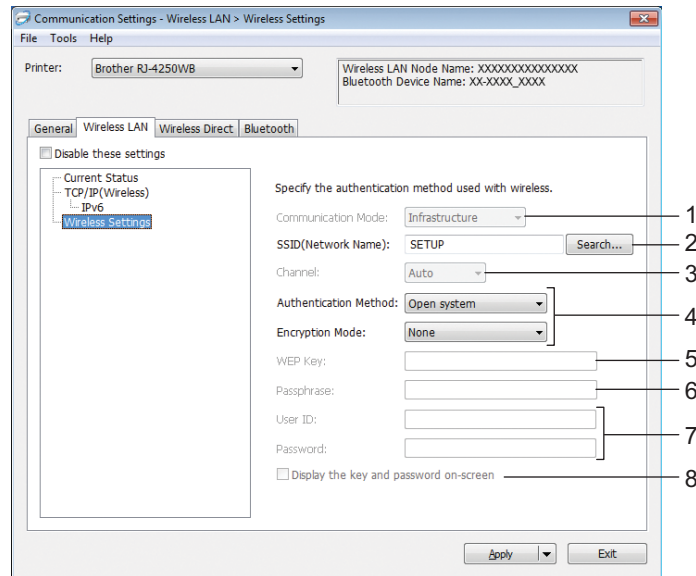 Communication Settings - Wireless LAN > Wireless Settings
File Tools Help
Printer: Brother RJ-4250WB
Wireless LAN Node Name: XXXXXXXXXXXXXXX
Bluetooth Device Name: XX-XXXX_XXXX
General Wireless LAN Wireless Direct Bluetooth
Disable these settings
Current Status
TCP/IP(Wireless)
IPv6
Wireless Settings
Specify the authentication method used with wireless.
Communication Mode: Infrastructure 1
SSID(Network Name): SETUP Search... 2
Channel: Auto 3
Authentication Method: Open system
4
Encryption Mode: None
WEP Key: 5
Passphrase: 6
User ID:
7
Password:
Display the key and password on-screen 8
Apply Exit